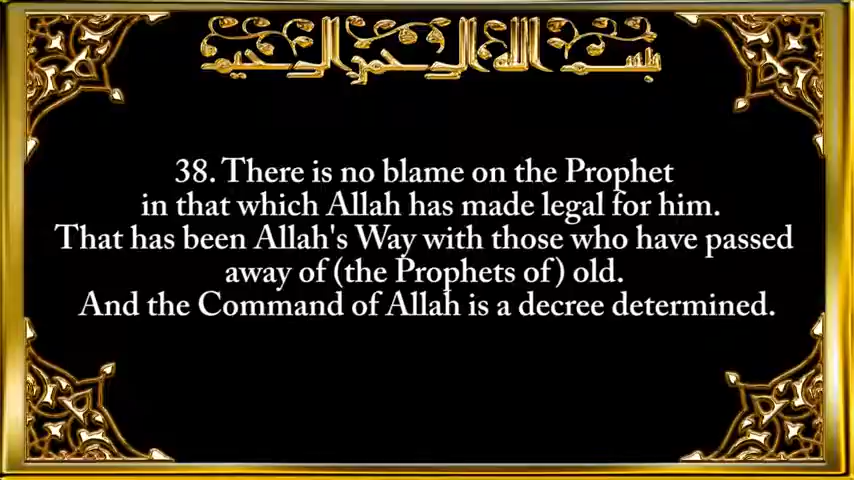 بسم الله الرحمن الرحيم
38. There is no blame on the Prophet
in that which Allah has made legal for him.
That has been Allah's Way with those who have passed
away of (the Prophets of) old.
And the Command of Allah is a decree determined.